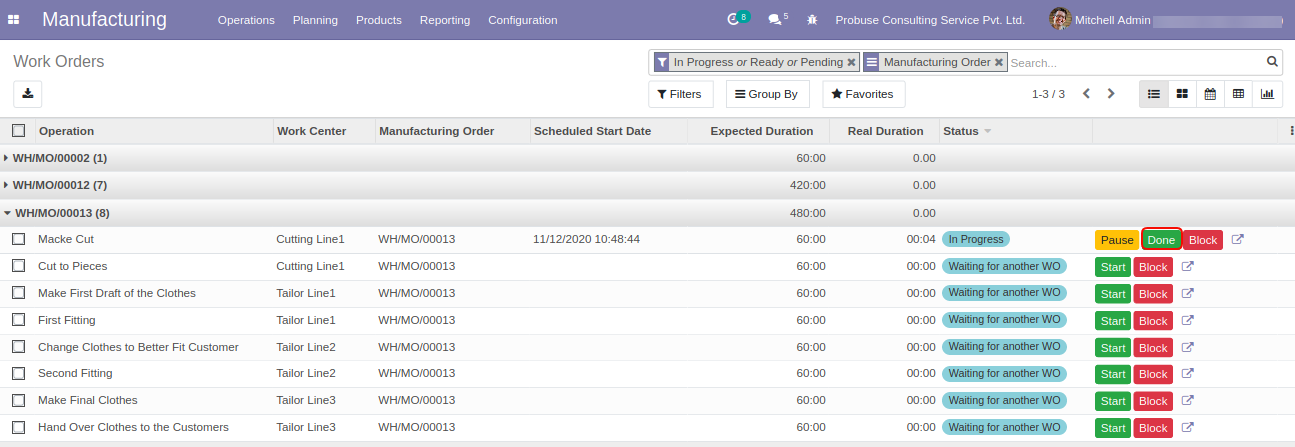 Manufacturing Operations Planning Products Reporting Configuration 8 5 Probuse Consulting Service Pvt. Ltd. Mitchell Admin
Work Orders In Progress or Ready or Pending Manufacturing Order Search...
Filters Group By Favorites 1-3 / 3
Operation Work Center Manufacturing Order Scheduled Start Date Expected Duration Real Duration Status
WH/MO/00002 (1) 60:00 0.00
WH/MO/00012 (7) 420:00 0.00
WH/MO/00013 (8) 480:00 0.00
Macke Cut Cutting Line1 WH/MO/00013 11/12/2020 10:48:44 60:00 00:04 In Progress Pause Done Block
Cut to Pieces Cutting Line1 WH/MO/00013 60:00 00:00 Waiting for another WO Start Block
Make First Draft of the Clothes Tailor Line1 WH/MO/00013 60:00 00:00 Waiting for another WO Start Block
First Fitting Tailor Line1 WH/MO/00013 60:00 00:00 Waiting for another WO Start Block
Change Clothes to Better Fit Customer Tailor Line2 WH/MO/00013 60:00 00:00 Waiting for another WO Start Block
Second Fitting Tailor Line2 WH/MO/00013 60:00 00:00 Waiting for another WO Start Block
Make Final Clothes Tailor Line3 WH/MO/00013 60:00 00:00 Waiting for another WO Start Block
Hand Over Clothes to the Customers Tailor Line3 WH/MO/00013 60:00 00:00 Waiting for another WO Start Block